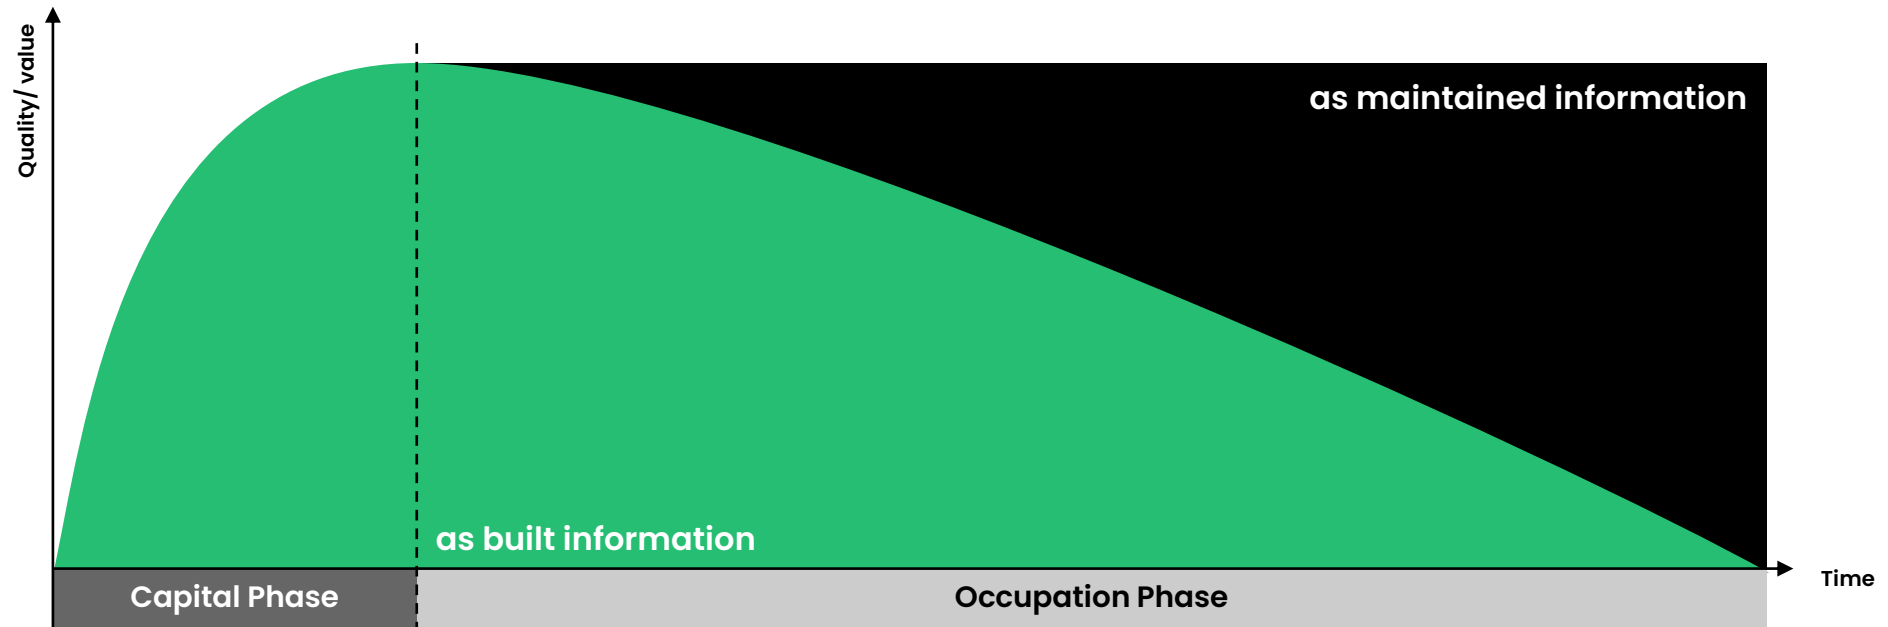 Quality/ value
as maintained information
as built information
Capital Phase
Occupation Phase
Time